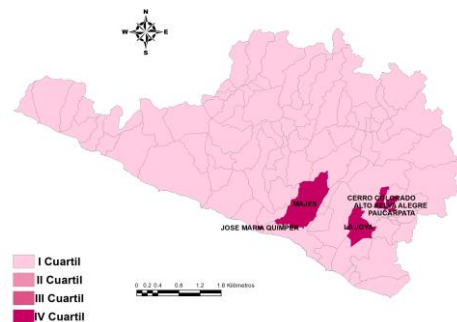 N
W E
S
MAJES
CERRO COLORADO
ALTO SELVA ALEGRE
PAUCARPATA
JOSE MARIA QUIMPER
LA JOYA
I Cuartil
II Cuartil
III Cuartil
IV Cuartil
0 0.2 0.4 0.8 1.2 1.6 Kilómetros